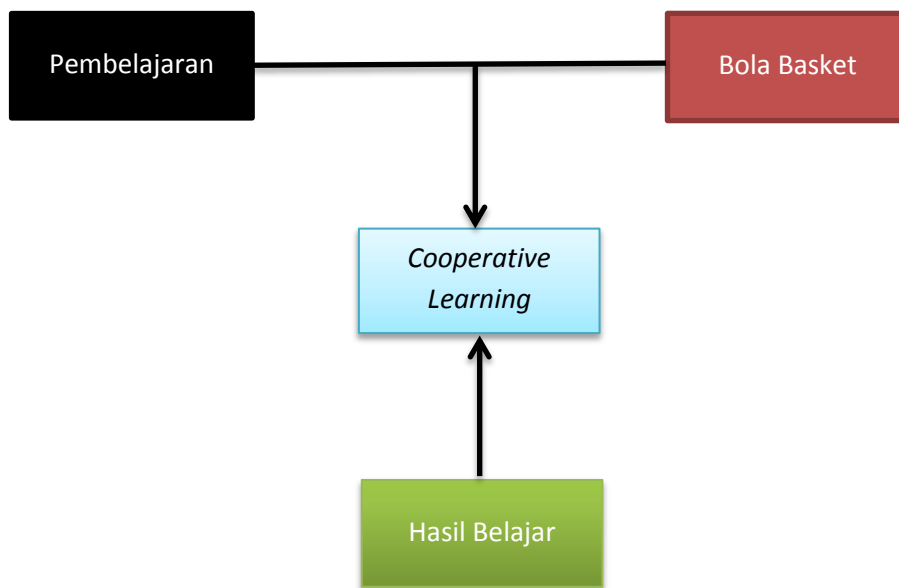 Pembelajaran
Bola Basket
Cooperative
Learning
Hasil Belajar